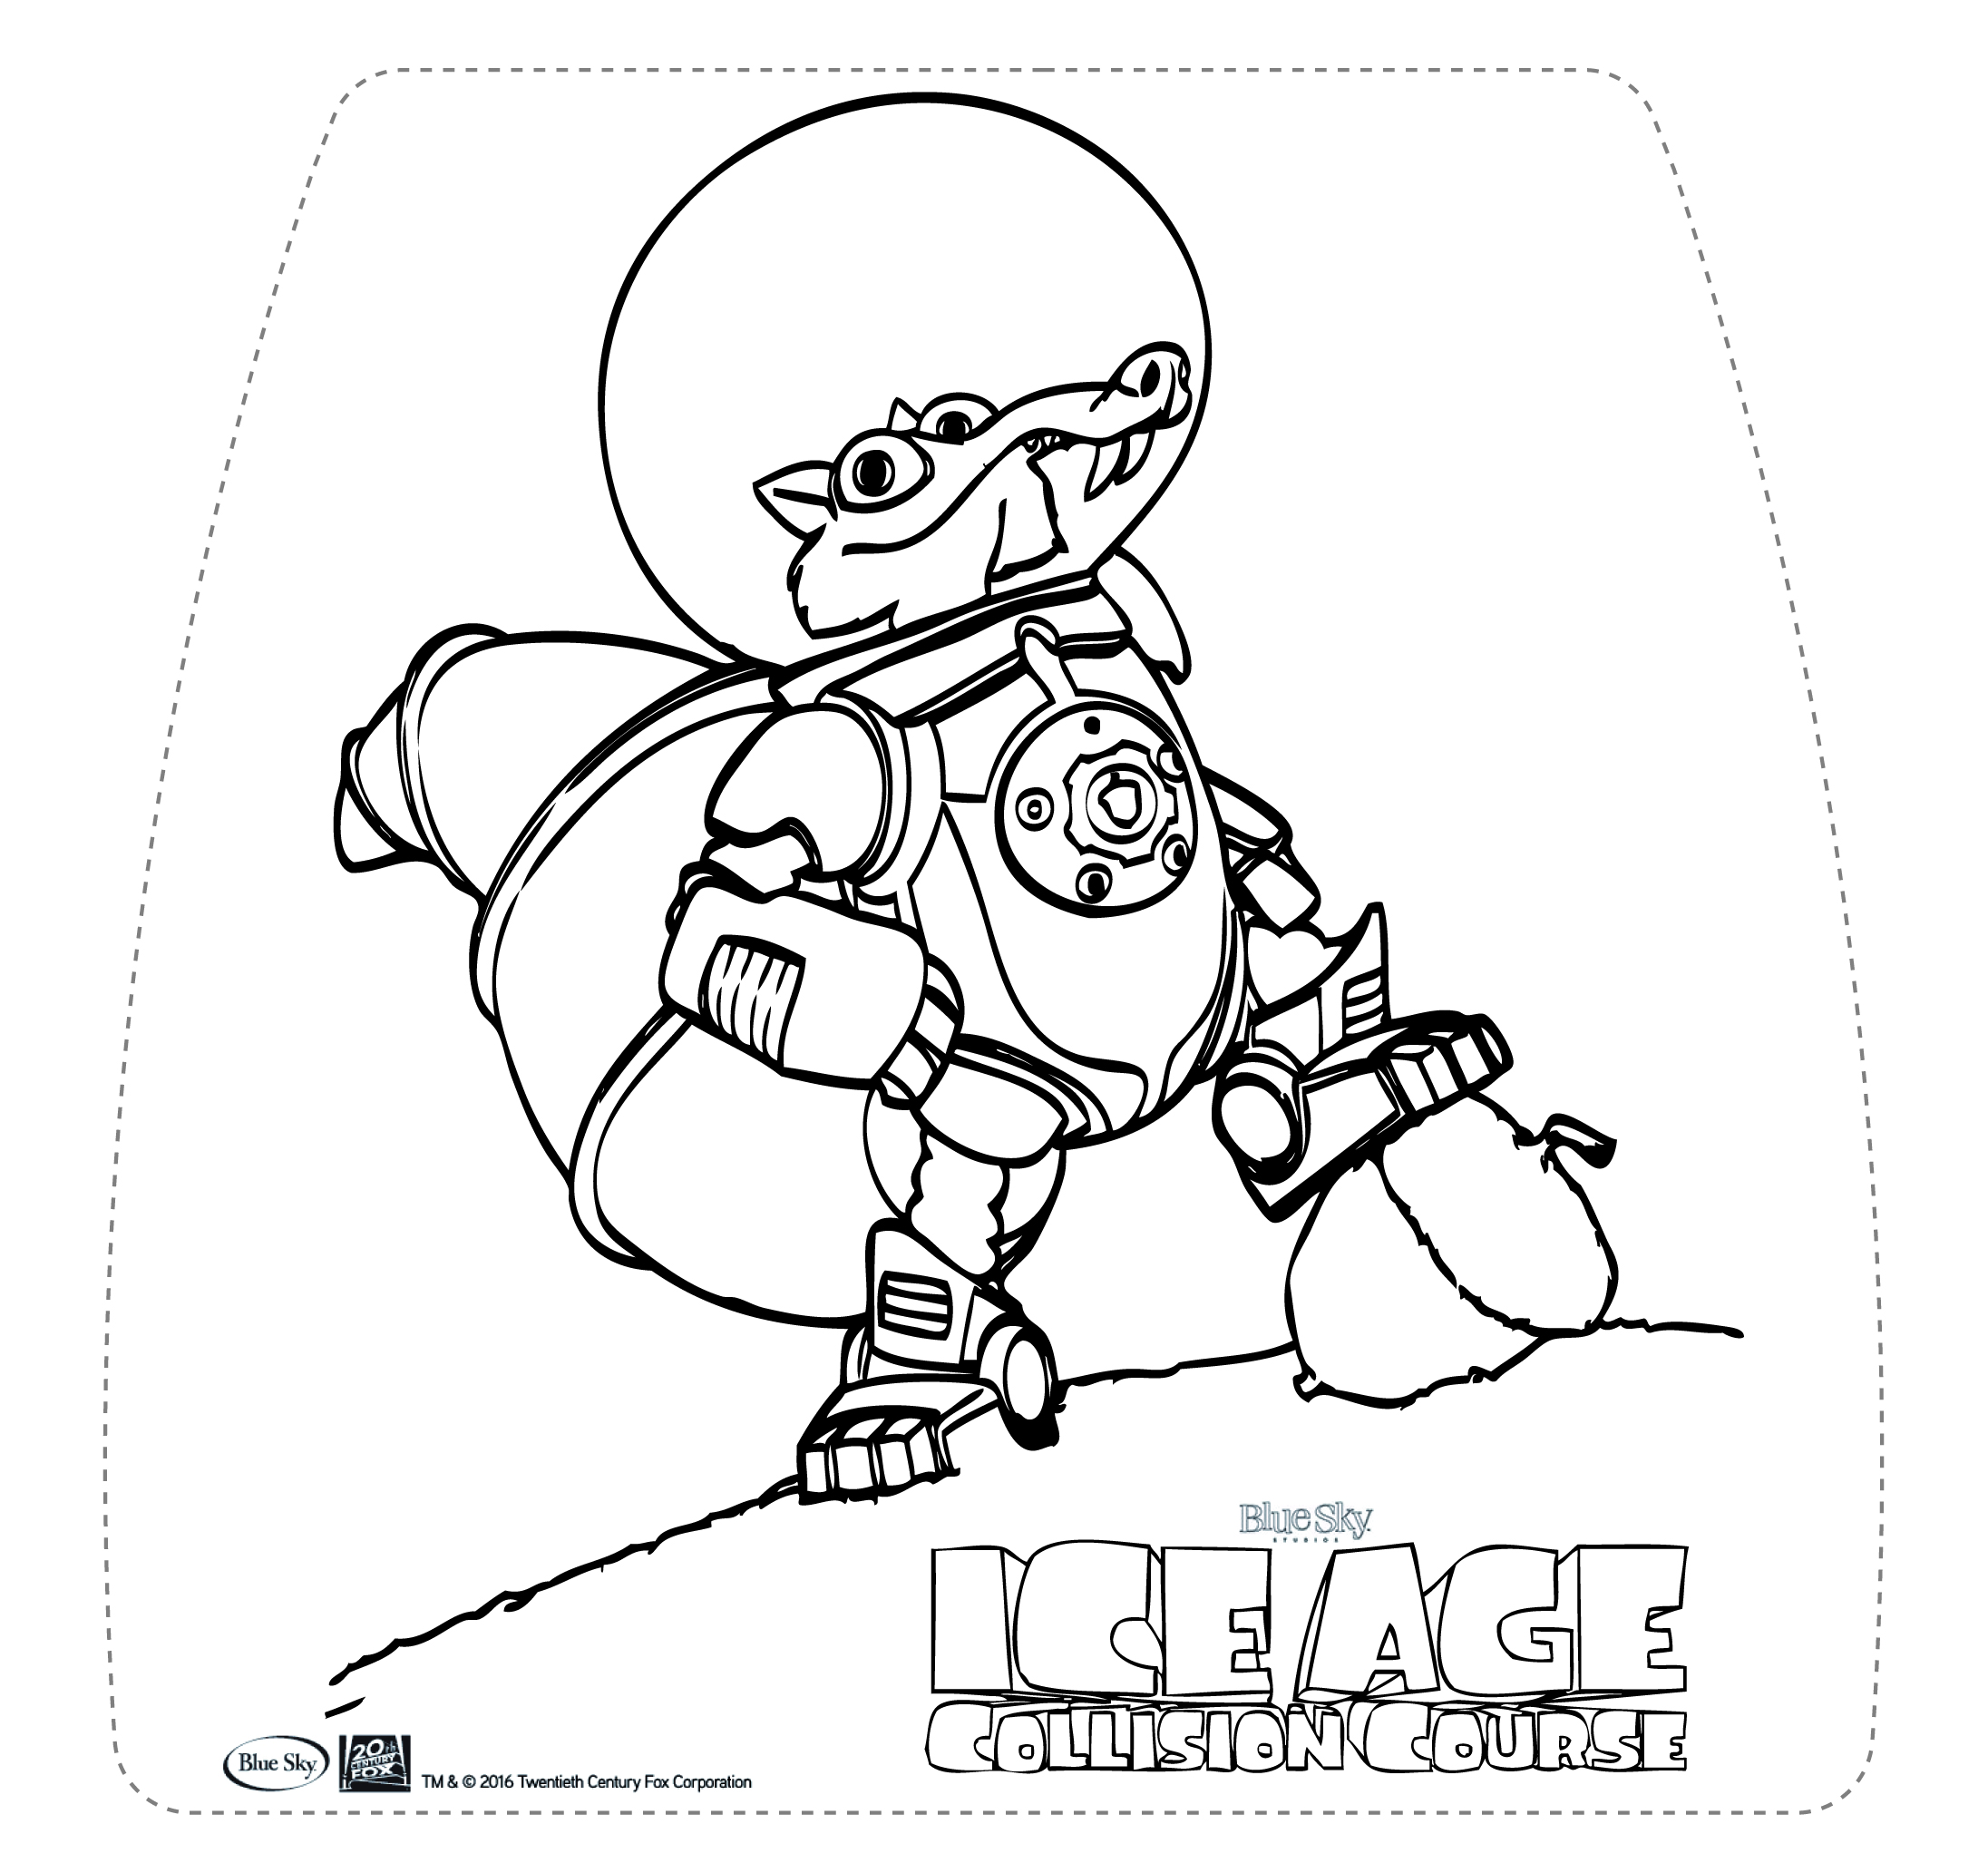 Blue Sky
STUDIOS
ICE AGE
COLLISION COURSE
Blue Sky
20th
CENTURY
FOX
TM & © 2016 Twentieth Century Fox Corporation